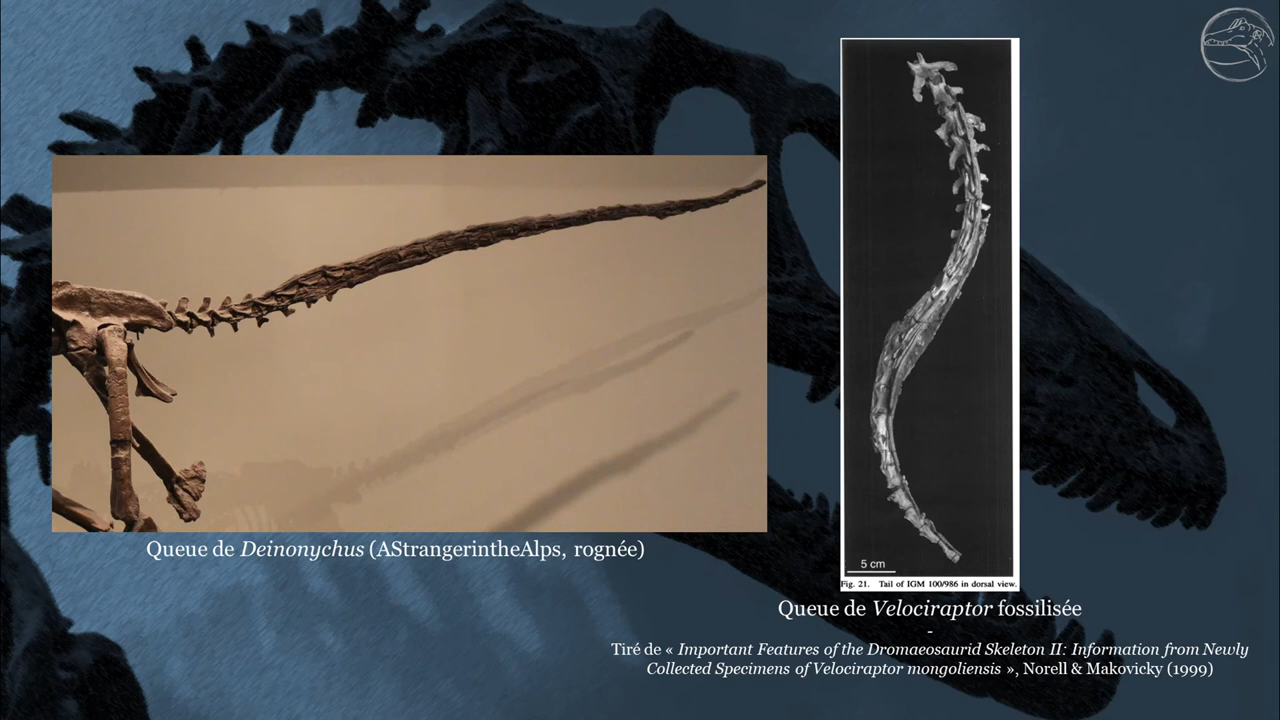 Queue de Deinonychus (AStrangerintheAlps, rognée)
5 cm
Fig. 21. Tail of IGM 100/986 in dorsal view.
Queue de Velociraptor fossilisée
-
Tiré de « Important Features of the Dromaeosaurid Skeleton II: Information from Newly
Collected Specimens of Velociraptor mongoliensis », Norell & Makovicky (1999)